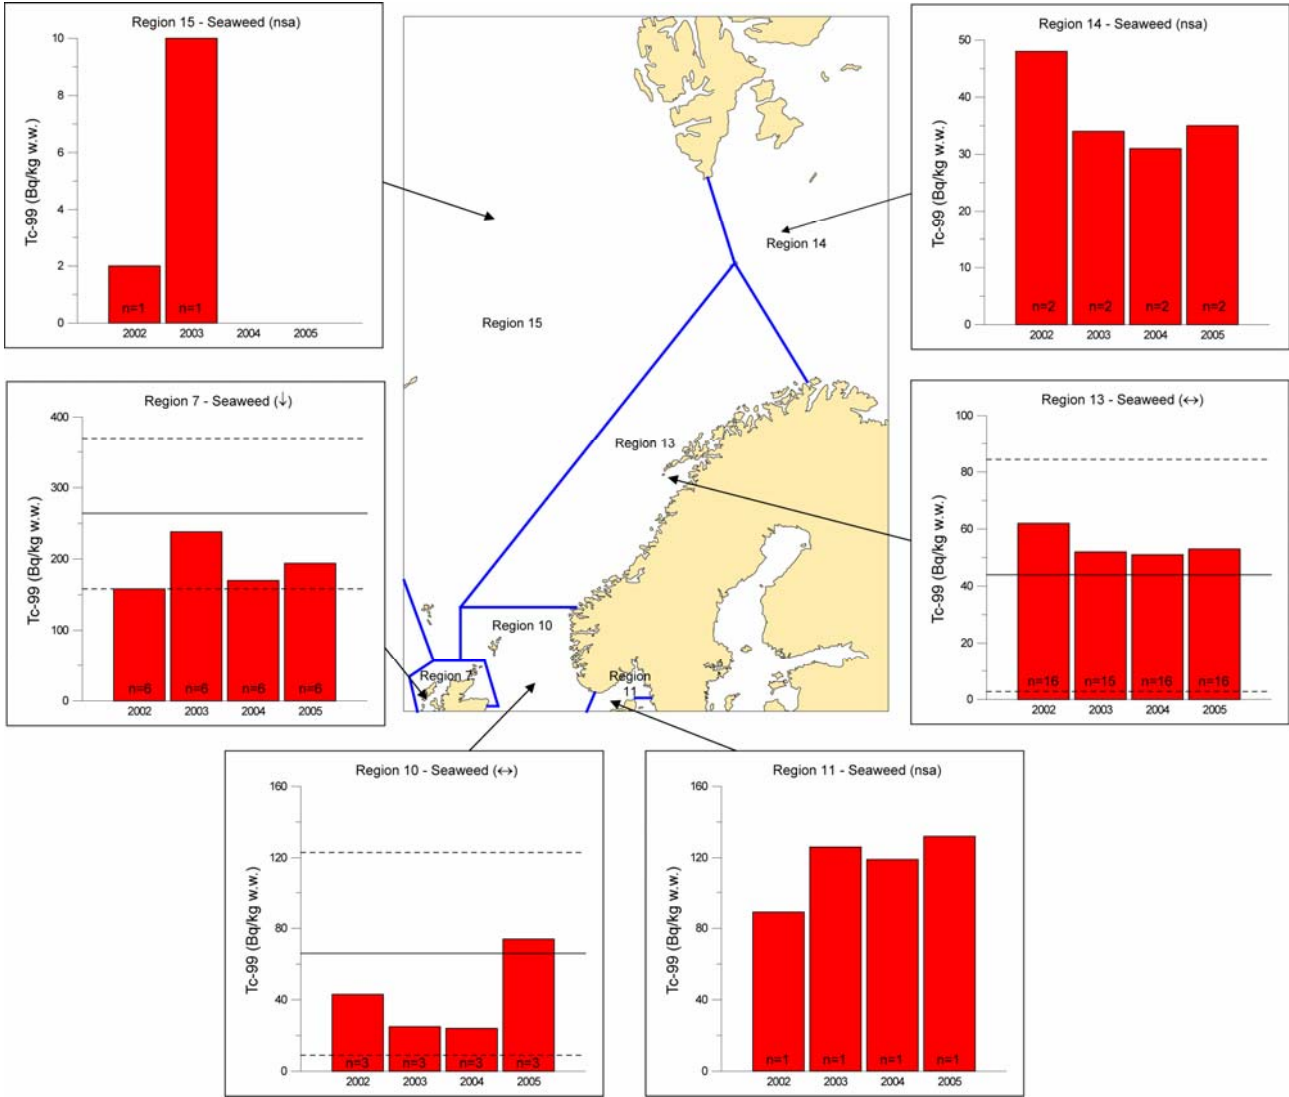 Region 15 - Seaweed (nsa)
Tc-99 (Bq/kg w.w.)
10
8
6
4
2
0
n=1
n=1
2002
2003
2004
2005
Region 14 - Seaweed (nsa)
Tc-99 (Bq/kg w.w.)
50
40
30
20
10
0
n=2
n=2
n=2
n=2
2002
2003
2004
2005
Region 14
Region 15
Region 13
Region 10
Region 7
Region
11
Region 7 - Seaweed (↓)
Tc-99 (Bq/kg w.w.)
400
300
200
100
0
n=6
n=6
n=6
n=6
2002
2003
2004
2005
Region 13 - Seaweed (↔)
Tc-99 (Bq/kg w.w.)
100
80
60
40
20
0
n=16
n=15
n=16
n=16
2002
2003
2004
2005
Region 10 - Seaweed (↔)
Tc-99 (Bq/kg w.w.)
160
120
80
40
0
n=3
n=3
n=3
n=3
2002
2003
2004
2005
Region 11 - Seaweed (nsa)
Tc-99 (Bq/kg w.w.)
160
120
80
40
0
n=1
n=1
n=1
n=1
2002
2003
2004
2005